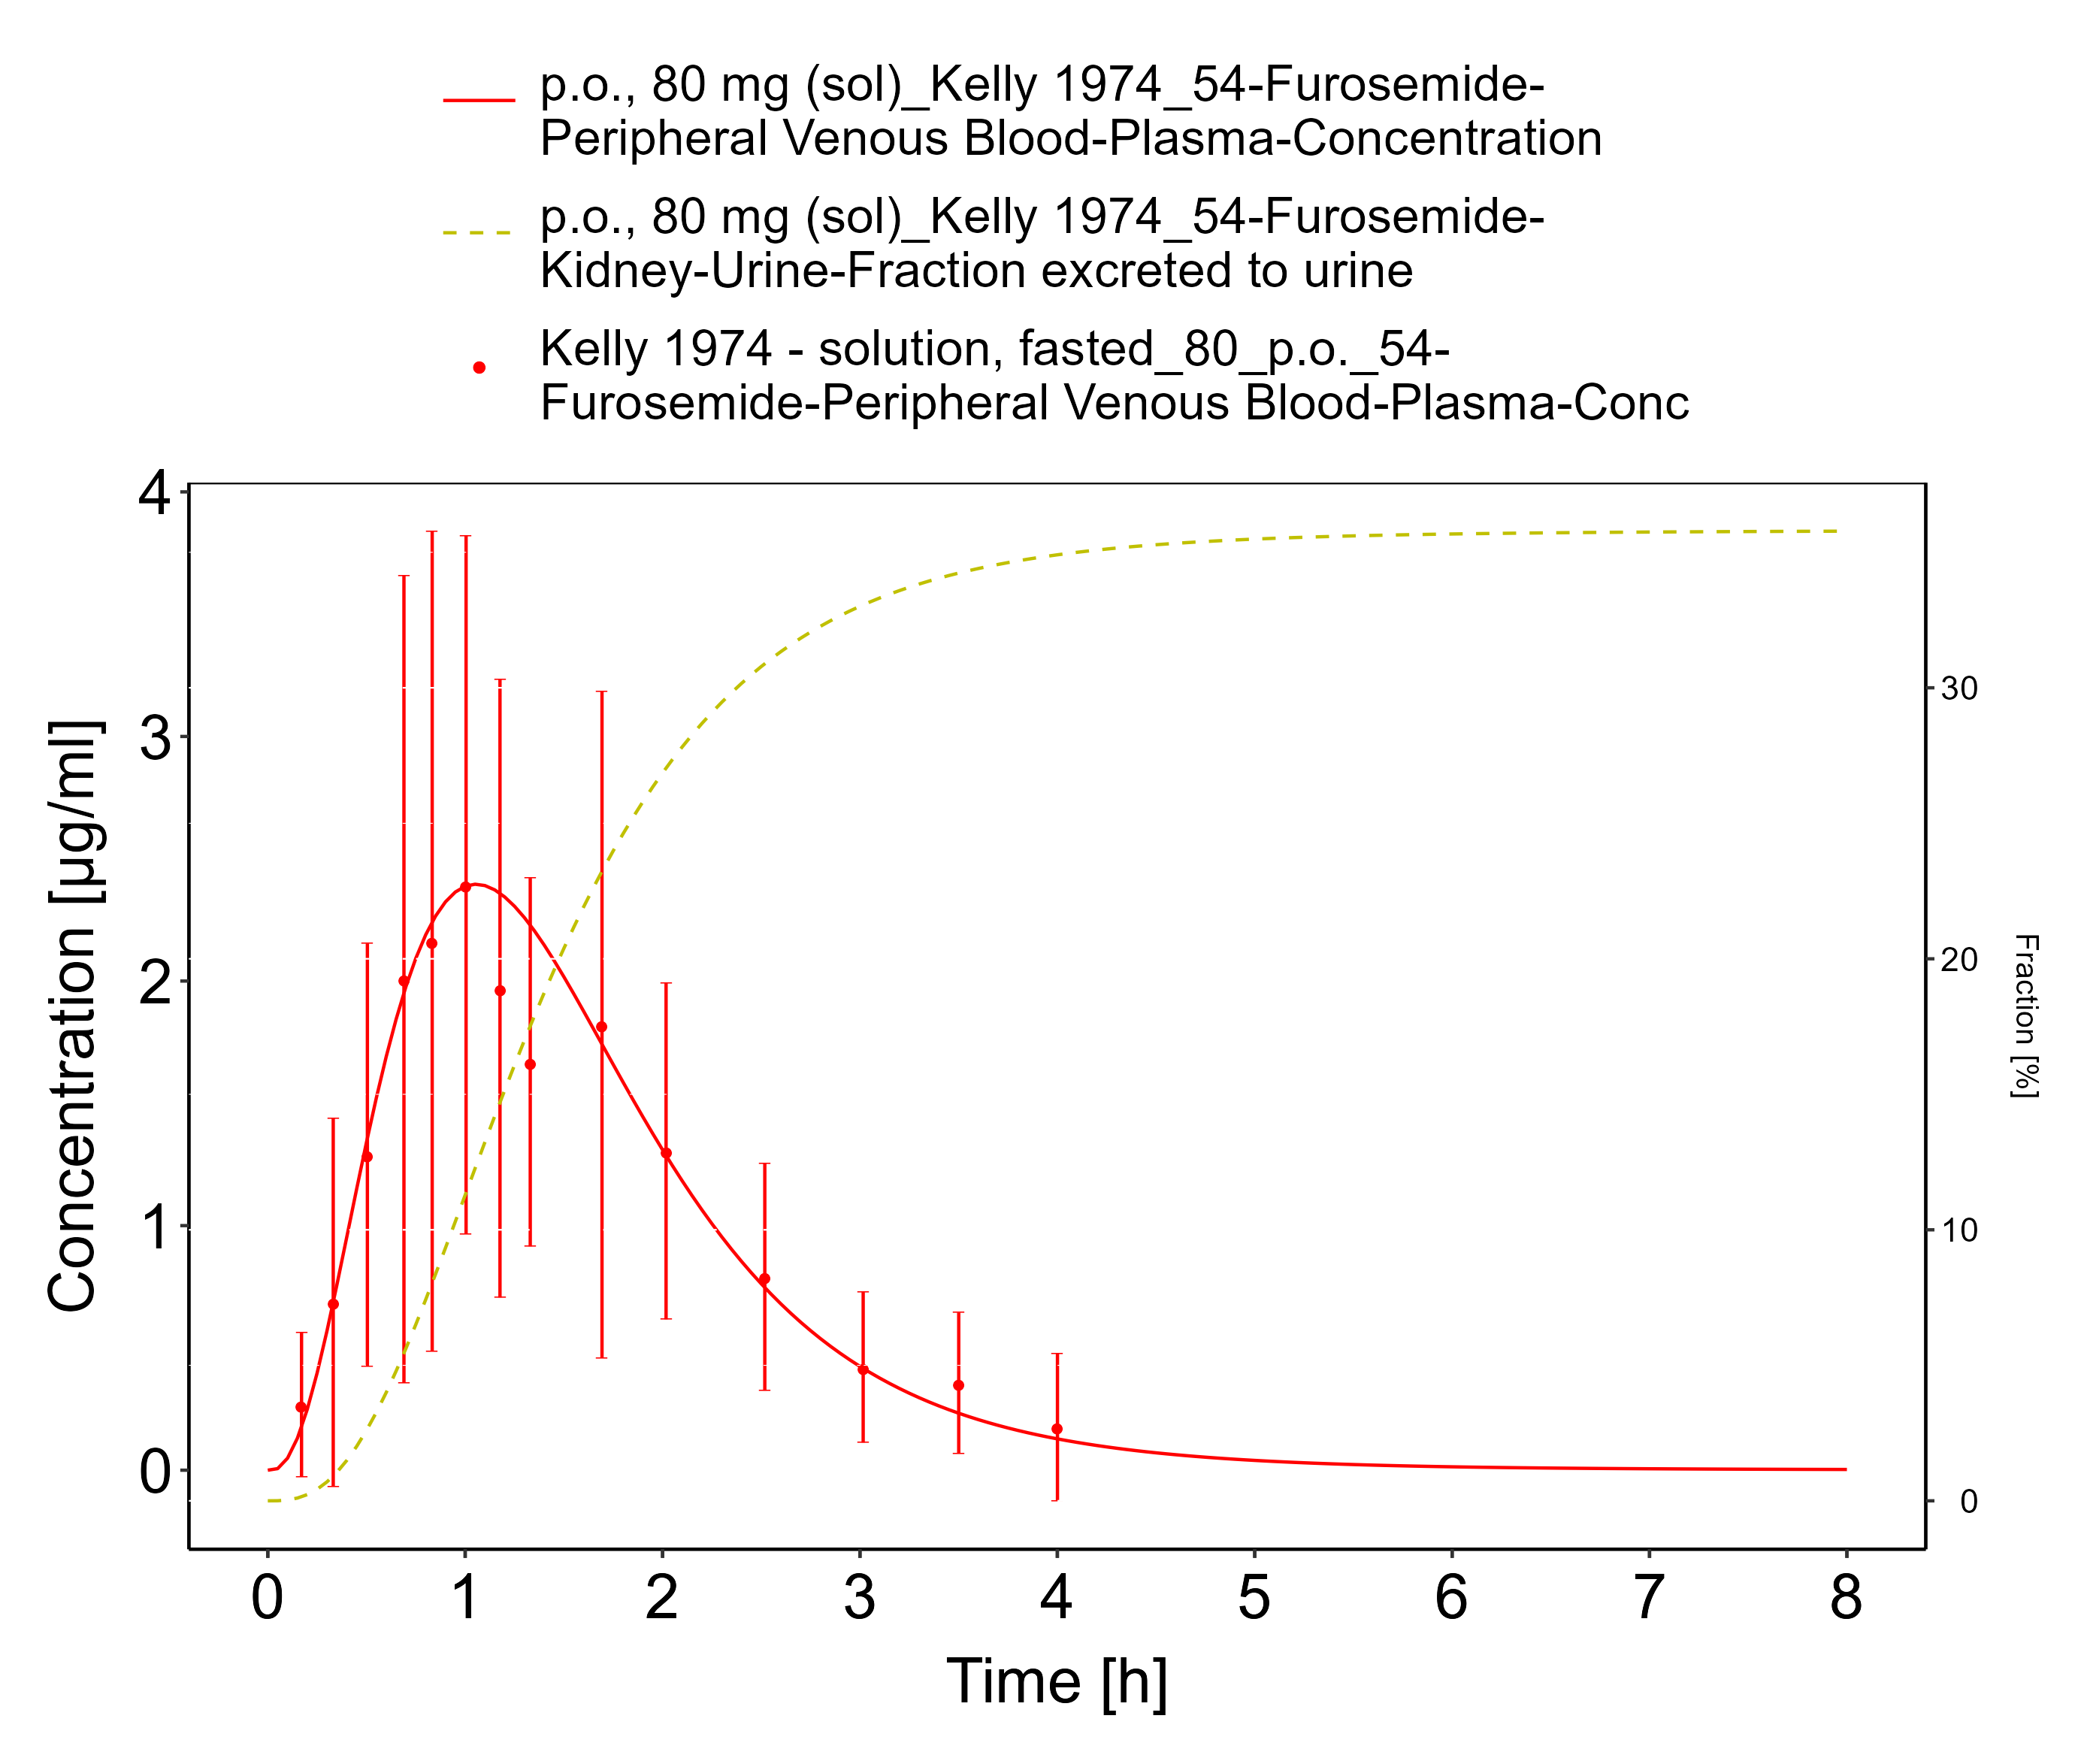 p.o., 80 mg (sol)_Kelly 1974_54-Furosemide-
Peripheral Venous Blood-Plasma-Concentration
p.o., 80 mg (sol)_Kelly 1974_54-Furosemide-
Kidney-Urine-Fraction excreted to urine
Kelly 1974 - solution, fasted_80_p.o._54-
Furosemide-Peripheral Venous Blood-Plasma-Conc
4
3
2
1
0
Concentration [µg/ml]
30
20
10
0
Fraction [%]
0 1 2 3 4 5 6 7 8
Time [h]